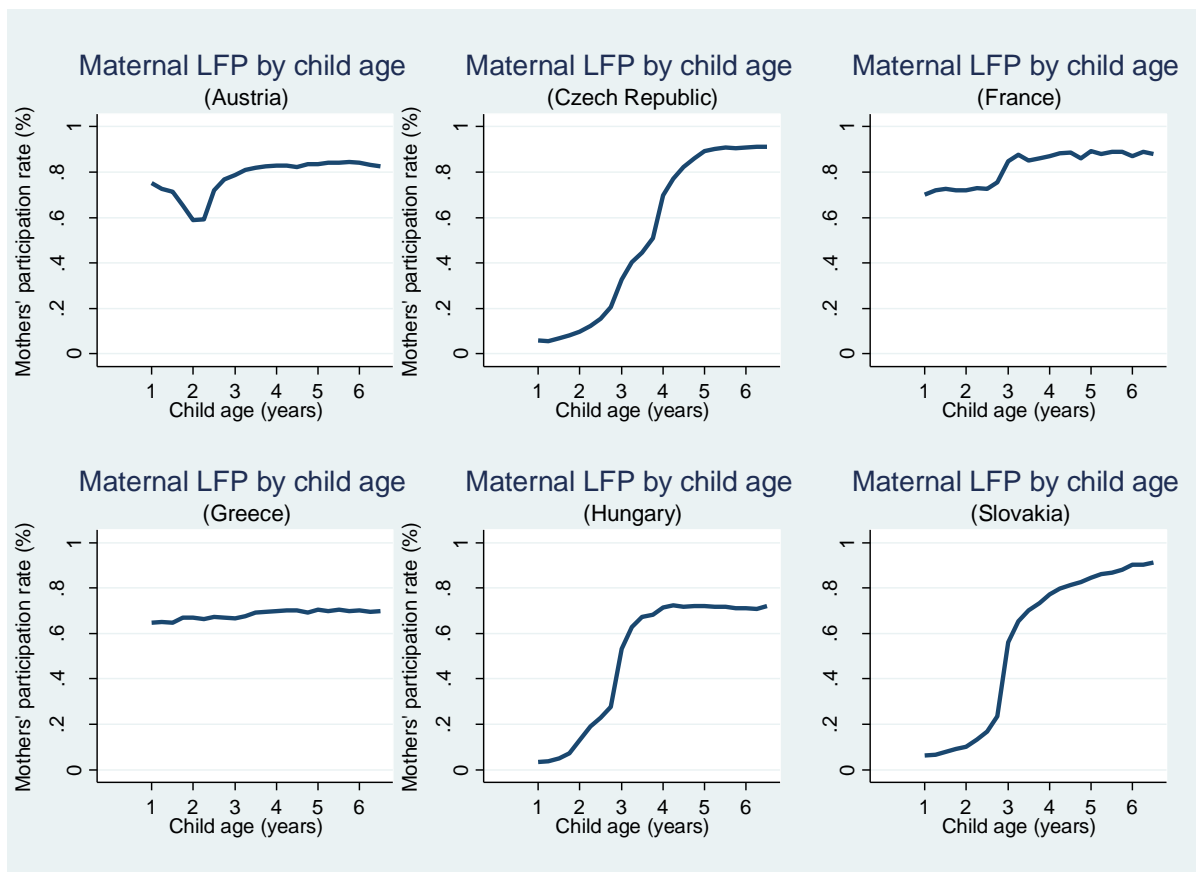 Maternal LFP by child age
(Austria)
Mothers' participation rate (%)
1
.8
.6
.4
.2
0
1 2 3 4 5 6
Child age (years)
Maternal LFP by child age
(Czech Republic)
Mothers' participation rate (%)
1
.8
.6
.4
.2
0
1 2 3 4 5 6
Child age (years)
Maternal LFP by child age
(France)
1
.8
.6
.4
.2
0
1 2 3 4 5 6
Child age (years)
Maternal LFP by child age
(Greece)
Mothers' participation rate (%)
1
.8
.6
.4
.2
0
1 2 3 4 5 6
Child age (years)
Maternal LFP by child age
(Hungary)
Mothers' participation rate (%)
1
.8
.6
.4
.2
0
1 2 3 4 5 6
Child age (years)
Maternal LFP by child age
(Slovakia)
1
.8
.6
.4
.2
0
1 2 3 4 5 6
Child age (years)